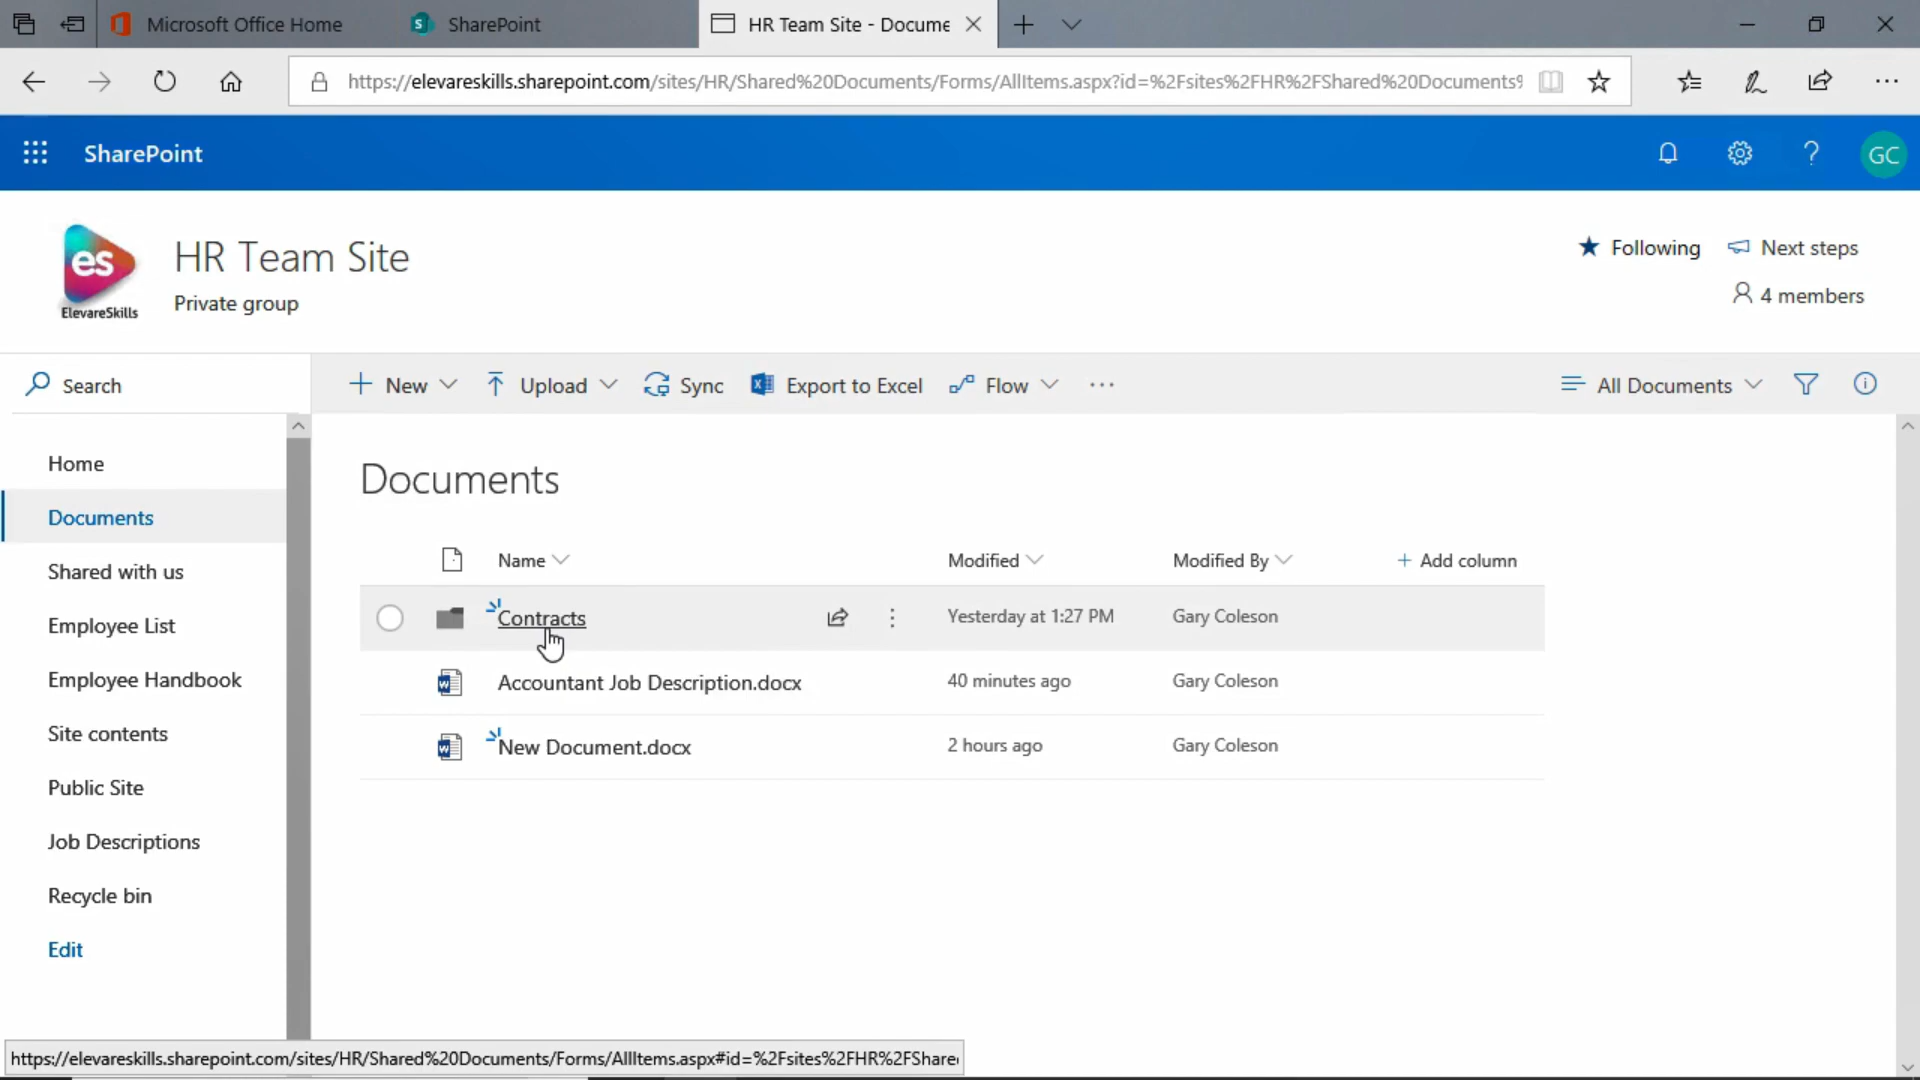 Microsoft Office Home
S SharePoint
HR Team Site - Docume
https://elevareskills.sharepoint.com/sites/HR/Shared%20Documents/Forms/AllItems.aspx?id=%2Fsites%2FHR%2FShared%20Documents%
SharePoint
GC
es
ElevareSkills
HR Team Site
Private group
Following
Next steps
4 members
Search
New
Upload
Sync
Export to Excel
Flow
All Documents
Home
Documents
Shared with us
Employee List
Employee Handbook
Site contents
Public Site
Job Descriptions
Recycle bin
Edit
Documents
Name Modified Modified By + Add column
Contracts Yesterday at 1:27 PM Gary Coleson
Accountant Job Description.docx 40 minutes ago Gary Coleson
New Document.docx 2 hours ago Gary Coleson
https://elevareskills.sharepoint.com/sites/HR/Shared%20Documents/Forms/AllItems.aspx#id=%2Fsites%2FHR%2FShare